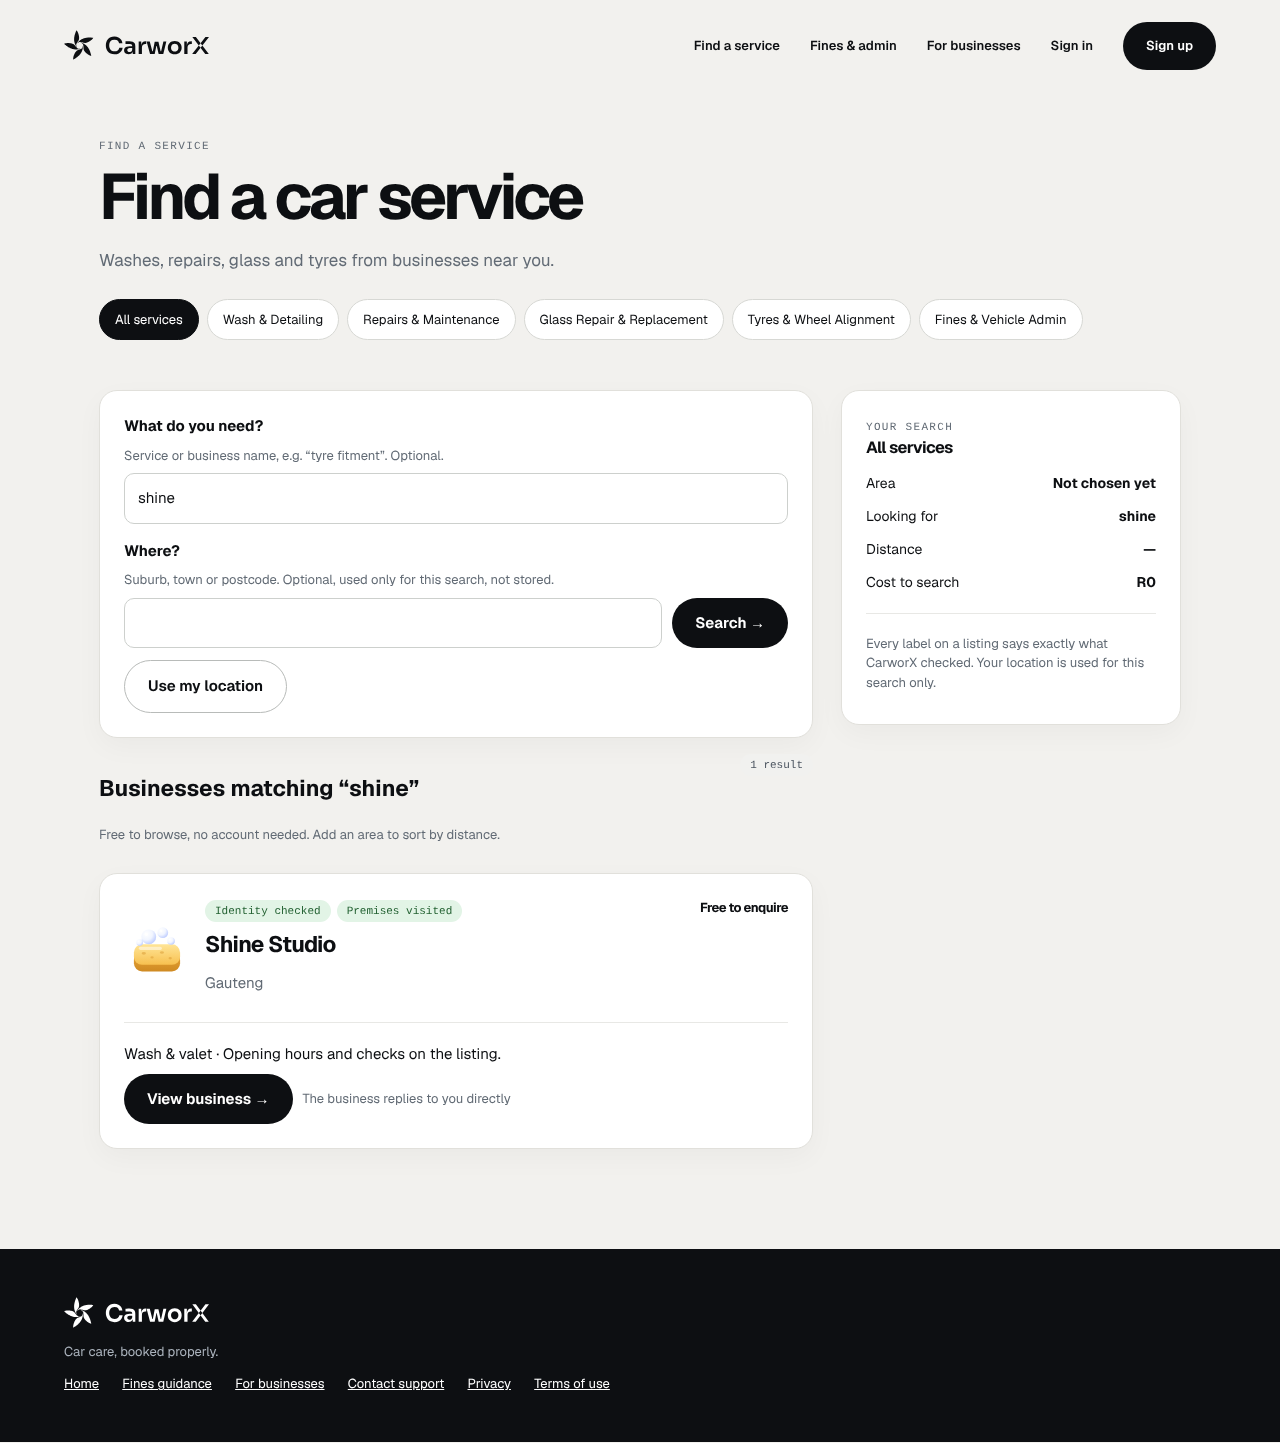 CarworX
Find a service
Fines & admin
For businesses
Sign in
Sign up
FIND A SERVICE
Find a car service
Washes, repairs, glass and tyres from businesses near you.
All services
Wash & Detailing
Repairs & Maintenance
Glass Repair & Replacement
Tyres & Wheel Alignment
Fines & Vehicle Admin
What do you need?
Service or business name, e.g. “tyre fitment”. Optional.
shine
Where?
Suburb, town or postcode. Optional, used only for this search, not stored.
Search →
Use my location
YOUR SEARCH
All services
Area Not chosen yet
Looking for shine
Distance —
Cost to search R0
Every label on a listing says exactly what
CarworX checked. Your location is used for this
search only.
1 result
Businesses matching “shine”
Free to browse, no account needed. Add an area to sort by distance.
Identity checked
Premises visited
Free to enquire
Shine Studio
Gauteng
Wash & valet · Opening hours and checks on the listing.
View business →
The business replies to you directly
CarworX
Car care, booked properly.
Home
Fines guidance
For businesses
Contact support
Privacy
Terms of use